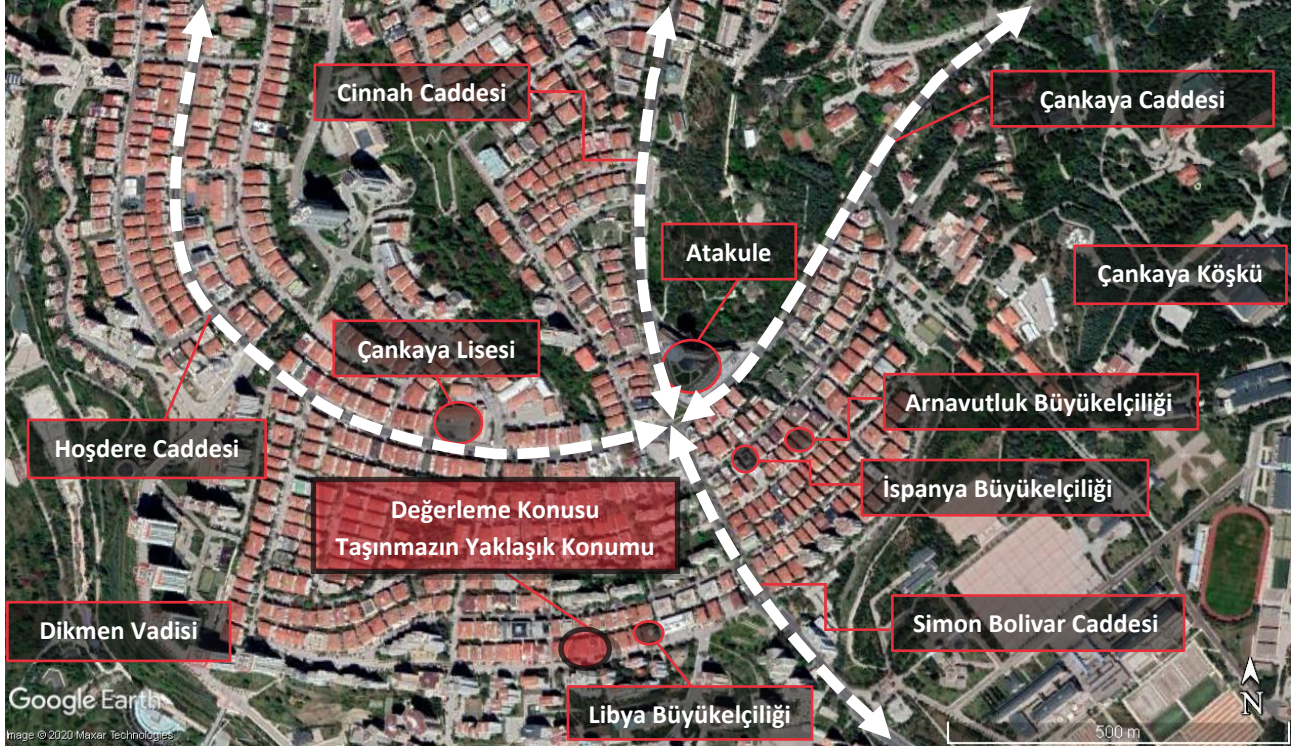 Cinnah Caddesi
Çankaya Caddesi
Atakule
Çankaya Köşkü
Çankaya Lisesi
Arnavutluk Büyükelçiliği
Hoşdere Caddesi
İspanya Büyükelçiliği
Değerleme Konusu
Taşınmazın Yaklaşık Konumu
Dikmen Vadisi
Simon Bolivar Caddesi
Libya Büyükelçiliği
Google Earth
Image © 2020 Maxar Technologies
N
500 m